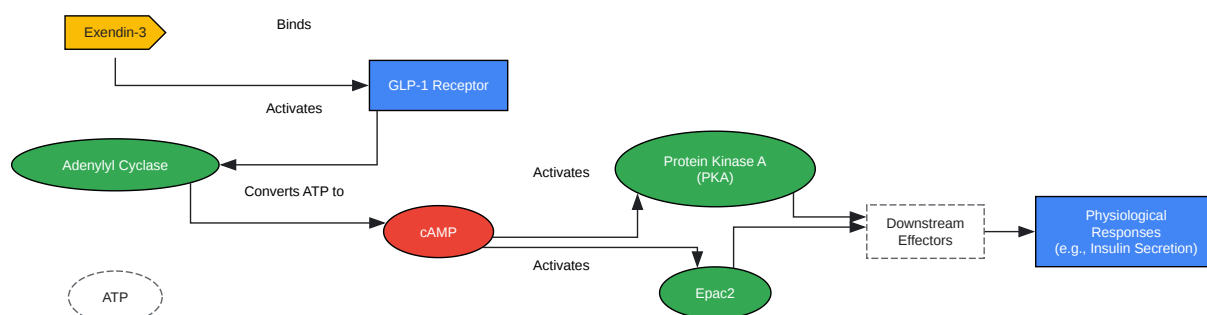 Exendin-3
Binds
GLP-1 Receptor
Activates
Adenylyl Cyclase
Converts ATP to
cAMP
Activates
Protein Kinase A
(PKA)
Activates
Epac2
Downstream
Effectors
Physiological
Responses
(e.g., Insulin Secretion)
ATP